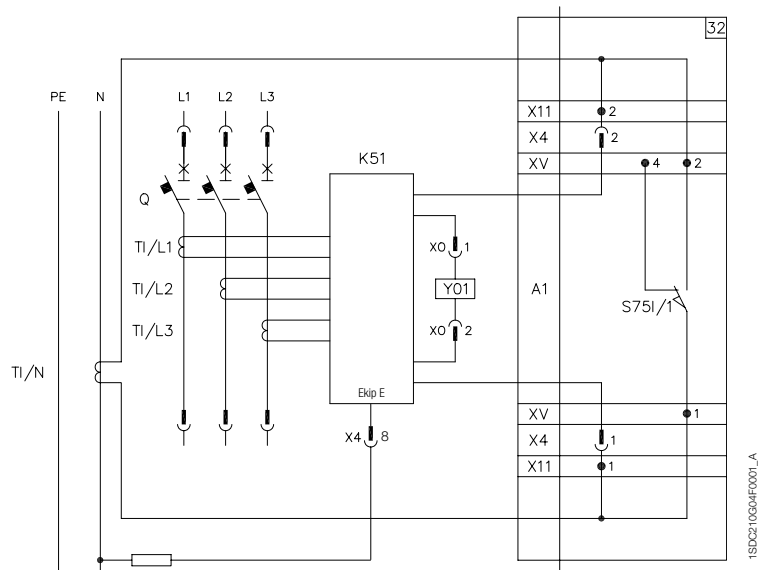 32
PE N L1 L2 L3
X11 2
X4 2
K51
XV 4 2
Q
TI/L1
X0 1
TI/L2
Y01
A1
S75I/1
TI/L3
X0 2
TI/N
Ekip E
XV 1
X4 8
X4 1
X11 1
1SDC210G04F0001_A